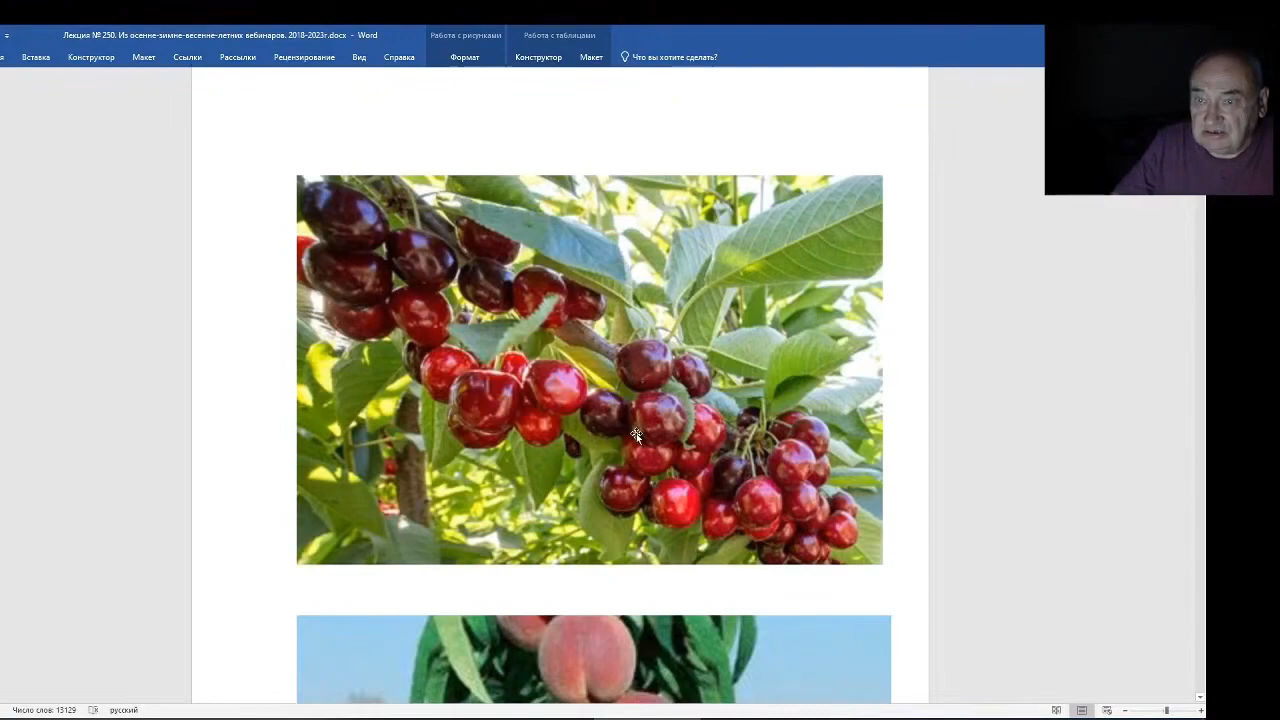 Лекция № 250. Из осенне-зимне-весенне-летних вебинаров. 2018-2023г.docx - Word
Работа с рисунками
Работа с таблицами
Вставка Конструктор Макет Ссылки Рассылки Рецензирование Вид Справка Формат Конструктор Макет Что вы хотите сделать?
Число слов: 13129 русский